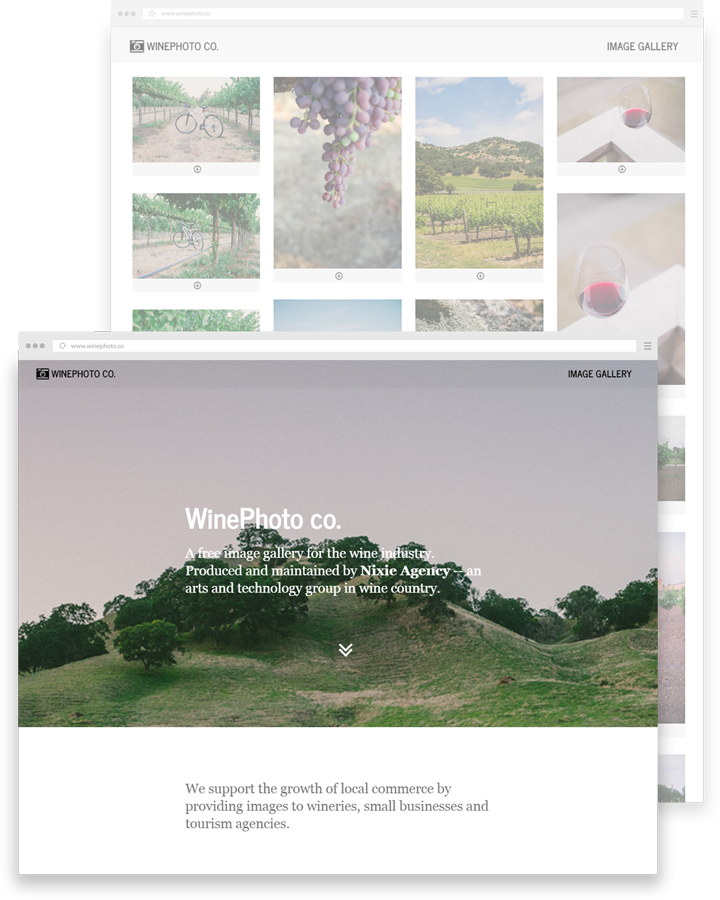 www.winephoto.co
WINEPHOTO CO.
IMAGE GALLERY
www.winephoto.co
WINEPHOTO CO.
IMAGE GALLERY
WinePhoto co.
A free image gallery for the wine industry.
Produced and maintained by Nixie Agency — an
arts and technology group in wine country.
We support the growth of local commerce by
providing images to wineries, small businesses and
tourism agencies.